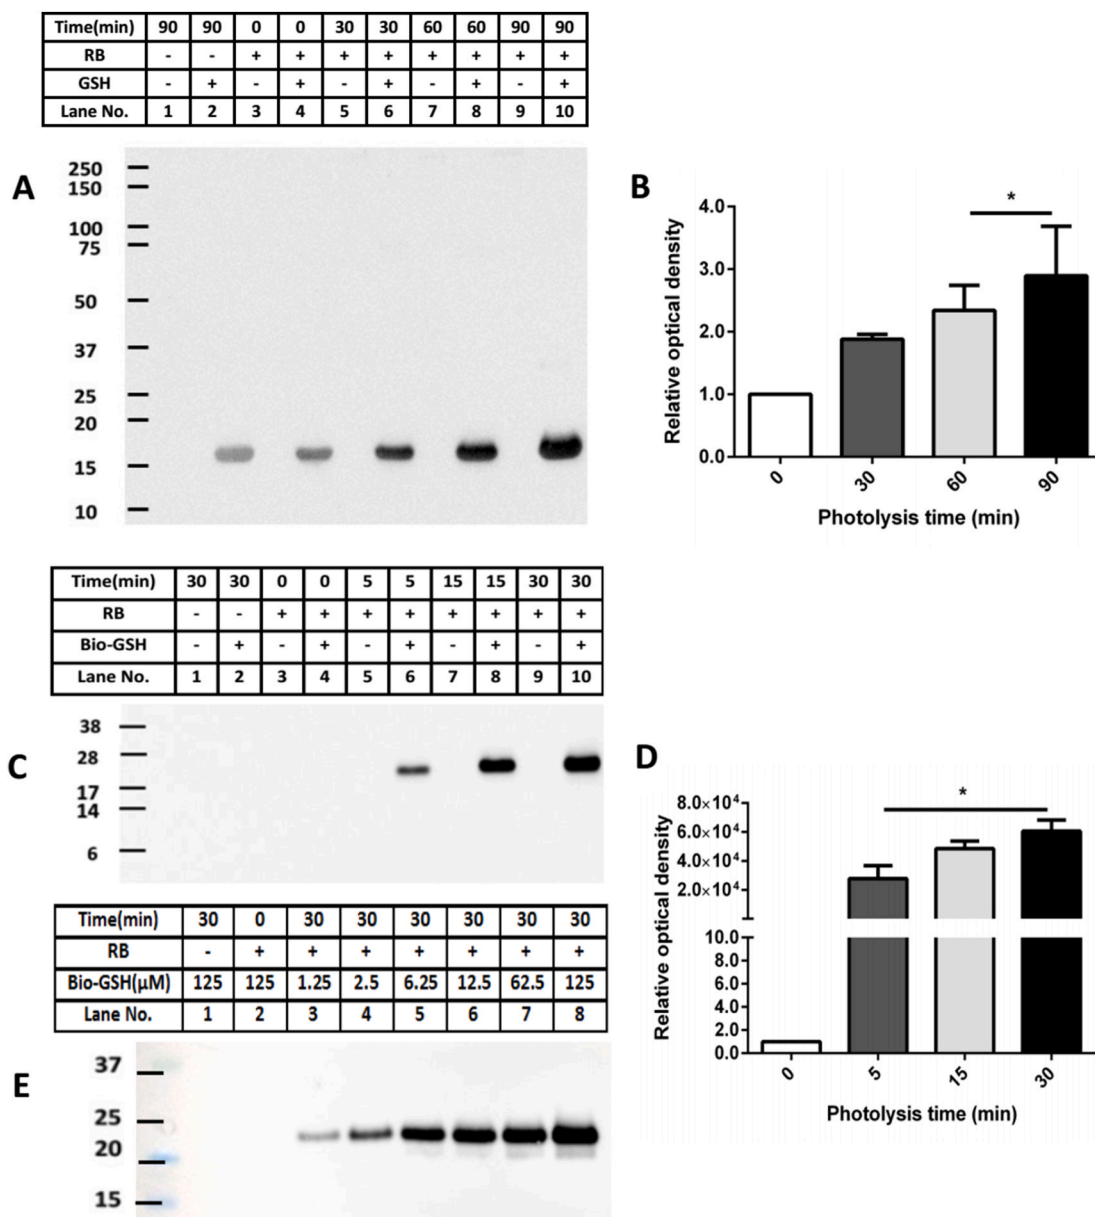 Time(min) 90 90 0 0 30 30 60 60 90 90
RB - - + + + + + + + +
GSH - + - + - + - + - +
Lane No. 1 2 3 4 5 6 7 8 9 10
A
250
150
100
75
50
37
25
20
15
10
B
*
Relative optical density
4.0
3.0
2.0
1.0
0.0
0 30 60 90
Photolysis time (min)
Time(min) 30 30 0 0 5 5 15 15 30 30
RB - - + + + + + + + +
Bio-GSH - + - + - + - + - +
Lane No. 1 2 3 4 5 6 7 8 9 10
C
38
28
17
14
6
D
*
Relative optical density
8.0×10⁴
6.0×10⁴
4.0×10⁴
2.0×10⁴
Relative optical density
10.0
8.0
6.0
4.0
2.0
0.0
0 5 15 30
Photolysis time (min)
Time(min) 30 0 30 30 30 30 30 30
RB - + + + + + + +
Bio-GSH(μM) 125 125 1.25 2.5 6.25 12.5 62.5 125
Lane No. 1 2 3 4 5 6 7 8
E
37
25
20
15